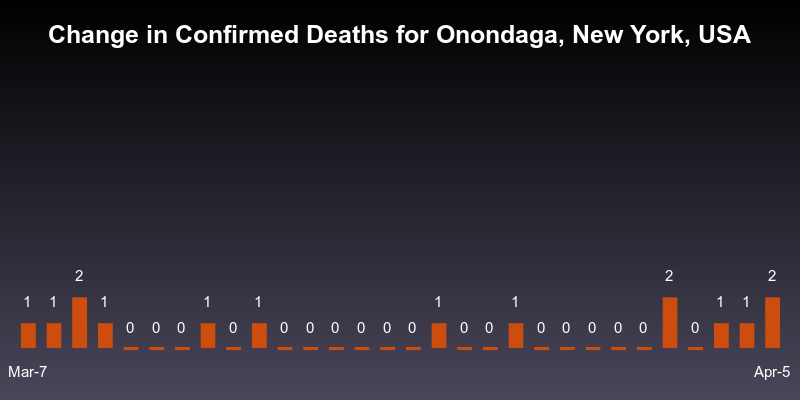 Change in Confirmed Deaths for Onondaga, New York, USA
1 1 2 1 0 0 0 1 0 1 0 0 0 0 0 0 1 0 0 1 0 0 0 0 0 2 0 1 1 2
Mar-7 Apr-5